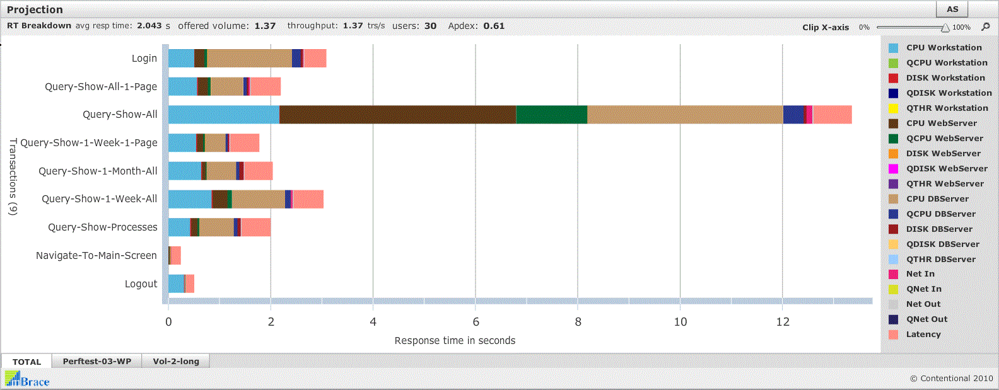 Projection
AS
RT Breakdown avg resp time: 2.043 s offered volume: 1.37 throughput: 1.37 trs/s users: 30 Apdex: 0.61
Clip X-axis 0% 100%
Transactions (9)
Login
Query-Show-All-1-Page
Query-Show-All
Query-Show-1-Week-1-Page
Query-Show-1-Month-All
Query-Show-1-Week-All
Query-Show-Processes
Navigate-To-Main-Screen
Logout
0 2 4 6 8 10 12
Response time in seconds
CPU Workstation
QCPU Workstation
DISK Workstation
QDISK Workstation
QTHR Workstation
CPU WebServer
QCPU WebServer
DISK WebServer
QDISK WebServer
QTHR WebServer
CPU DBServer
QCPU DBServer
DISK DBServer
QDISK DBServer
QTHR DBServer
Net In
QNet In
Net Out
QNet Out
Latency
TOTAL Perftest-03-WP Vol-2-long
Brace
© Contentional 2010